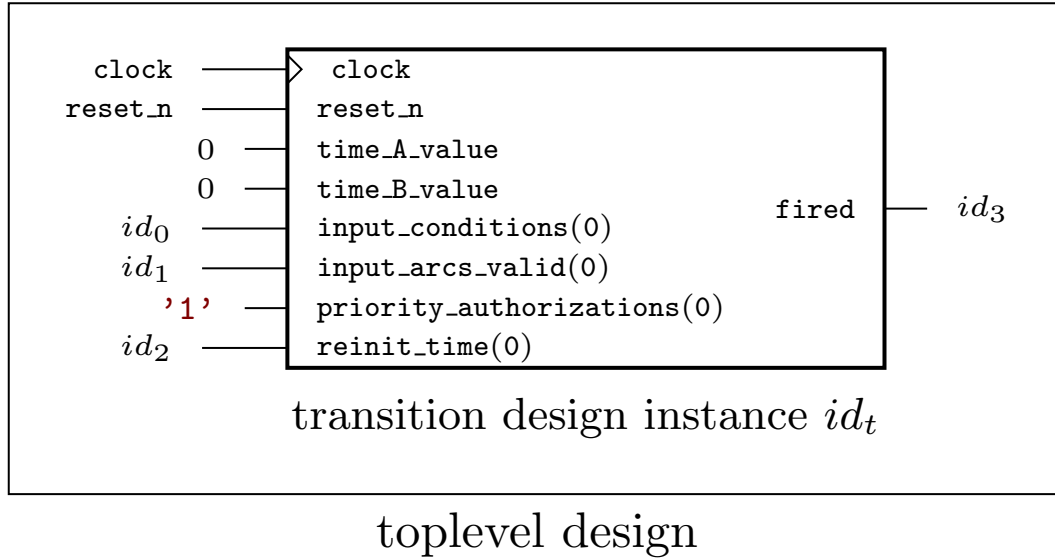 clock clock
reset_n reset_n
0 time_A_value
0 time_B_value
id0 input_conditions(0)
fired id3
id1 input_arcs_valid(0)
'1' priority_authorizations(0)
id2 reinit_time(0)
transition design instance idt
toplevel design